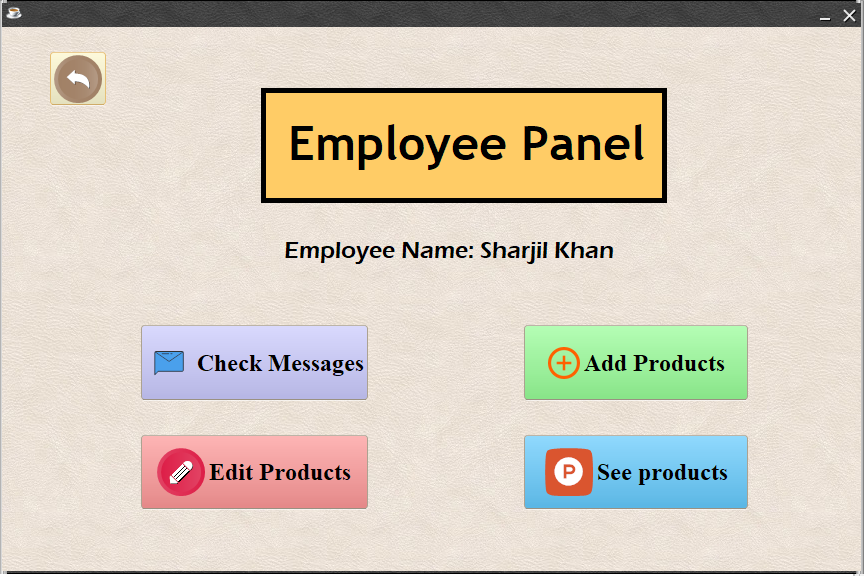 Employee Panel
Employee Name: Sharjil Khan
Check Messages
Add Products
Edit Products
P See products